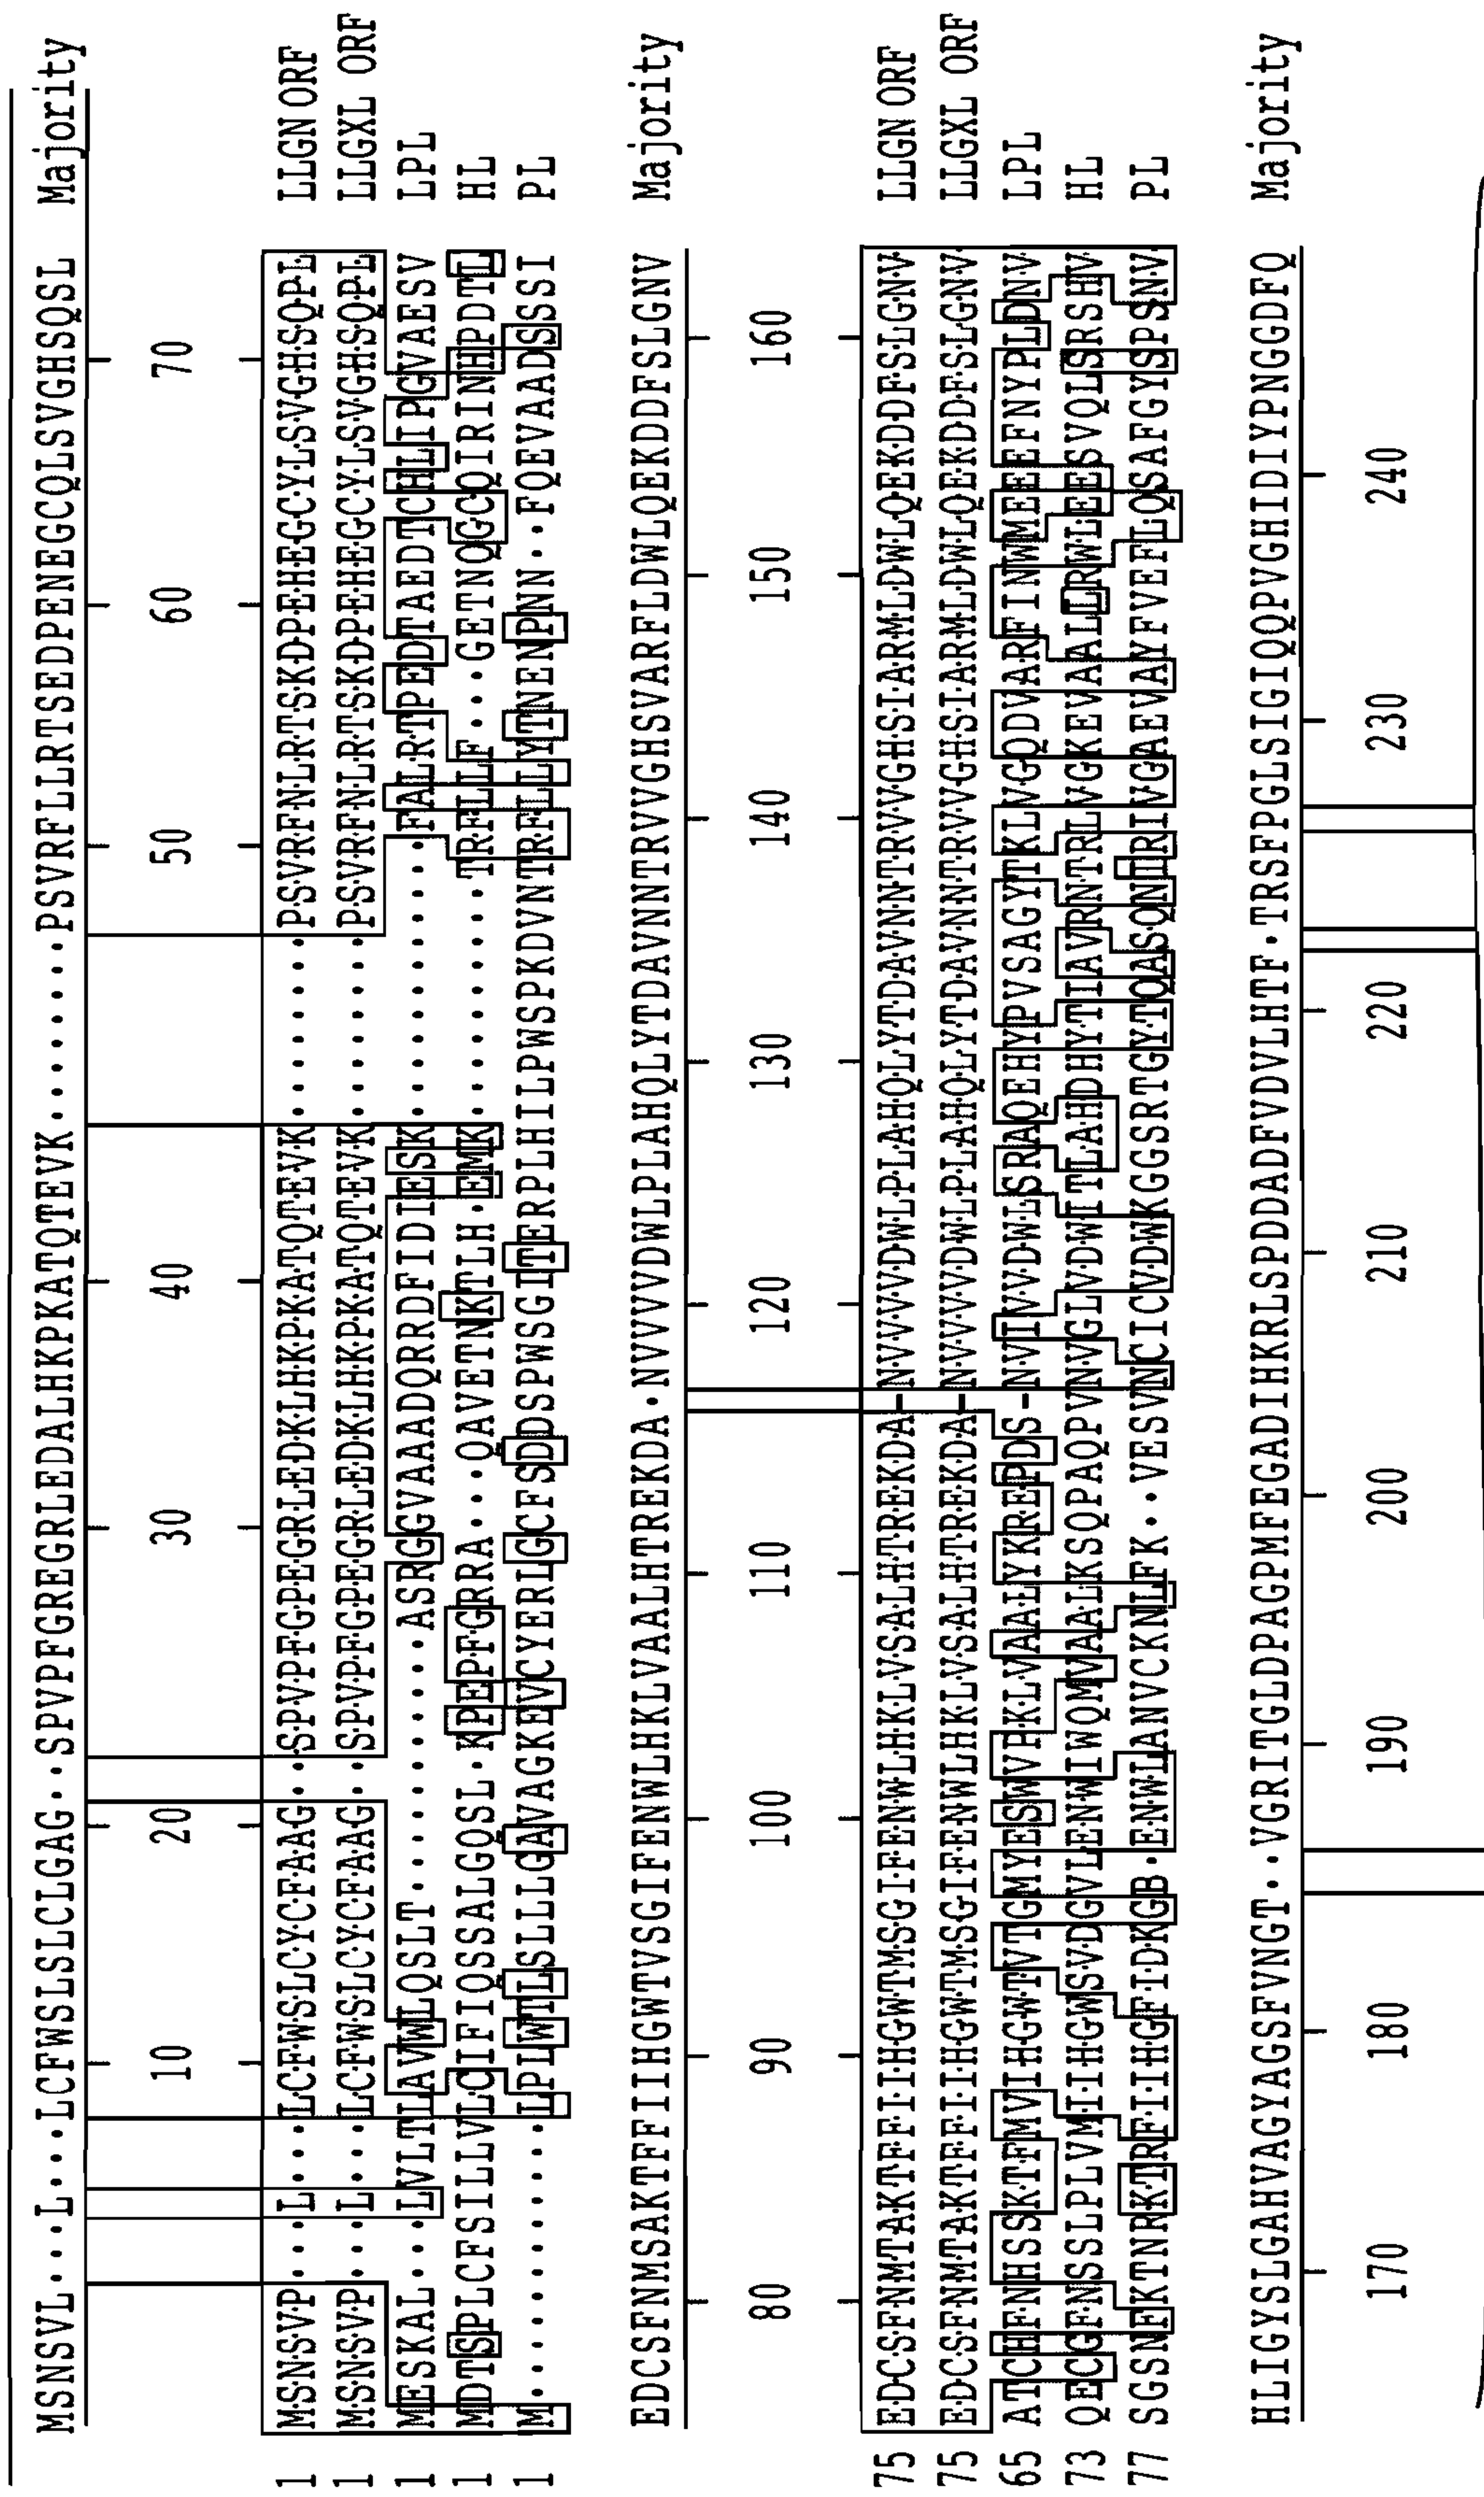 MSNSVL....L...LCFWSLSLCLGAG..SPVPFGREGRLEDALHKPKATQTEVK........PSVRFLLRTSEDPENEGCQLSVGHSQSL Majority
10 20 30 40 50 60 70
1 MSNSVP....L...LCFWSLCYCFAAG..SPVPFGPEGRLEDKLHKPKATQTEVK........PSVRFNLRTSKDPEHEGCYLSVGHSQPL LLGN ORF
1 MSNSVP....L...LCFWSLCYCFAAG..SPVPFGPEGRLEDKLHKPKATQTEVK........PSVRFNLRTSKDPEHEGCYLSVGHSQPL LLGXL ORF
1 MESKAL....LVLTLAVWLQSLT...........ASRGGVAAADQRRDFIDIESK............FALRTPEDTAEDTCHLIPGVAESV LPL
1 MDTSPLCFSILLVLCIFIQSSALGQSL.KPEPFGRRA..QAVETNKTLH.EMK..........TRFLLF...GETNQGCQIRINHPDTL HL
1 M.............LPIWTLSLLLGAVAGKEVCYERLGCFSDDSPWSGITERPLHILPWSPKDVNTRFLLYTNENPNN..FQEVAADSSSI PL
EDCSFNMSAKTFFIIHGWTVSGIFENWLHKLVAALHTREKDA.NVVVVDWLPLAHQLYTDAVNNTRVVGHSVARFLDWLQEKDDFSLGNV Majority
80 90 100 110 120 130 140 150 160
75 EDCSFNMTAKTFFIIHGWTMSGIFENWLHKLVSALHTREKDA-NVVVVDWLPLAHQLYTDAVNNTRVVGHSIARMLDWLQEKDDFSLGNV LLGN ORF
75 EDCSFNMTAKTFFIIHGWTMSGIFENWLHKLVSALHTREKDA-NVVVVDWLPLAHQLYTDAVNNTRVVGHSIARMLDWLQEKDDFSLGNV LLGXL ORF
65 ATCHFNHSSKTFMVIHGWTVTGMYESWVPKLVAALYKREPDS-NVIVVDWLSRAQEHYPVSAGYTKLVGQDVARFINWMEEEFNYPLDNV LPL
73 QECGFNSSLPLVMIIHGWSVDGVLENWIWQMVAALKSQPAQPVNVGLVDWITLAHDHYTIAVRNTRLVGKEVAALLRWLEESVQLSRSHV HL
77 SGSNFKTNRKTRFIIHGFIDKGB.ENWLANVCKNLFK..VESVNCICVDWKGGSRTGYTQASQNTRIVGAEVAYFVEFLQSAFGYSPSNV PL
HLIGYSLGAHVAGYAGSFVNGT..VGRITGLDPAGPMFEGADIHKRLSPDDADFVDVLHTF.TRSFPGLSIGIQQPVGHIDIYPNGGDFQ Majority
170 180 190 200 210 220 230 240